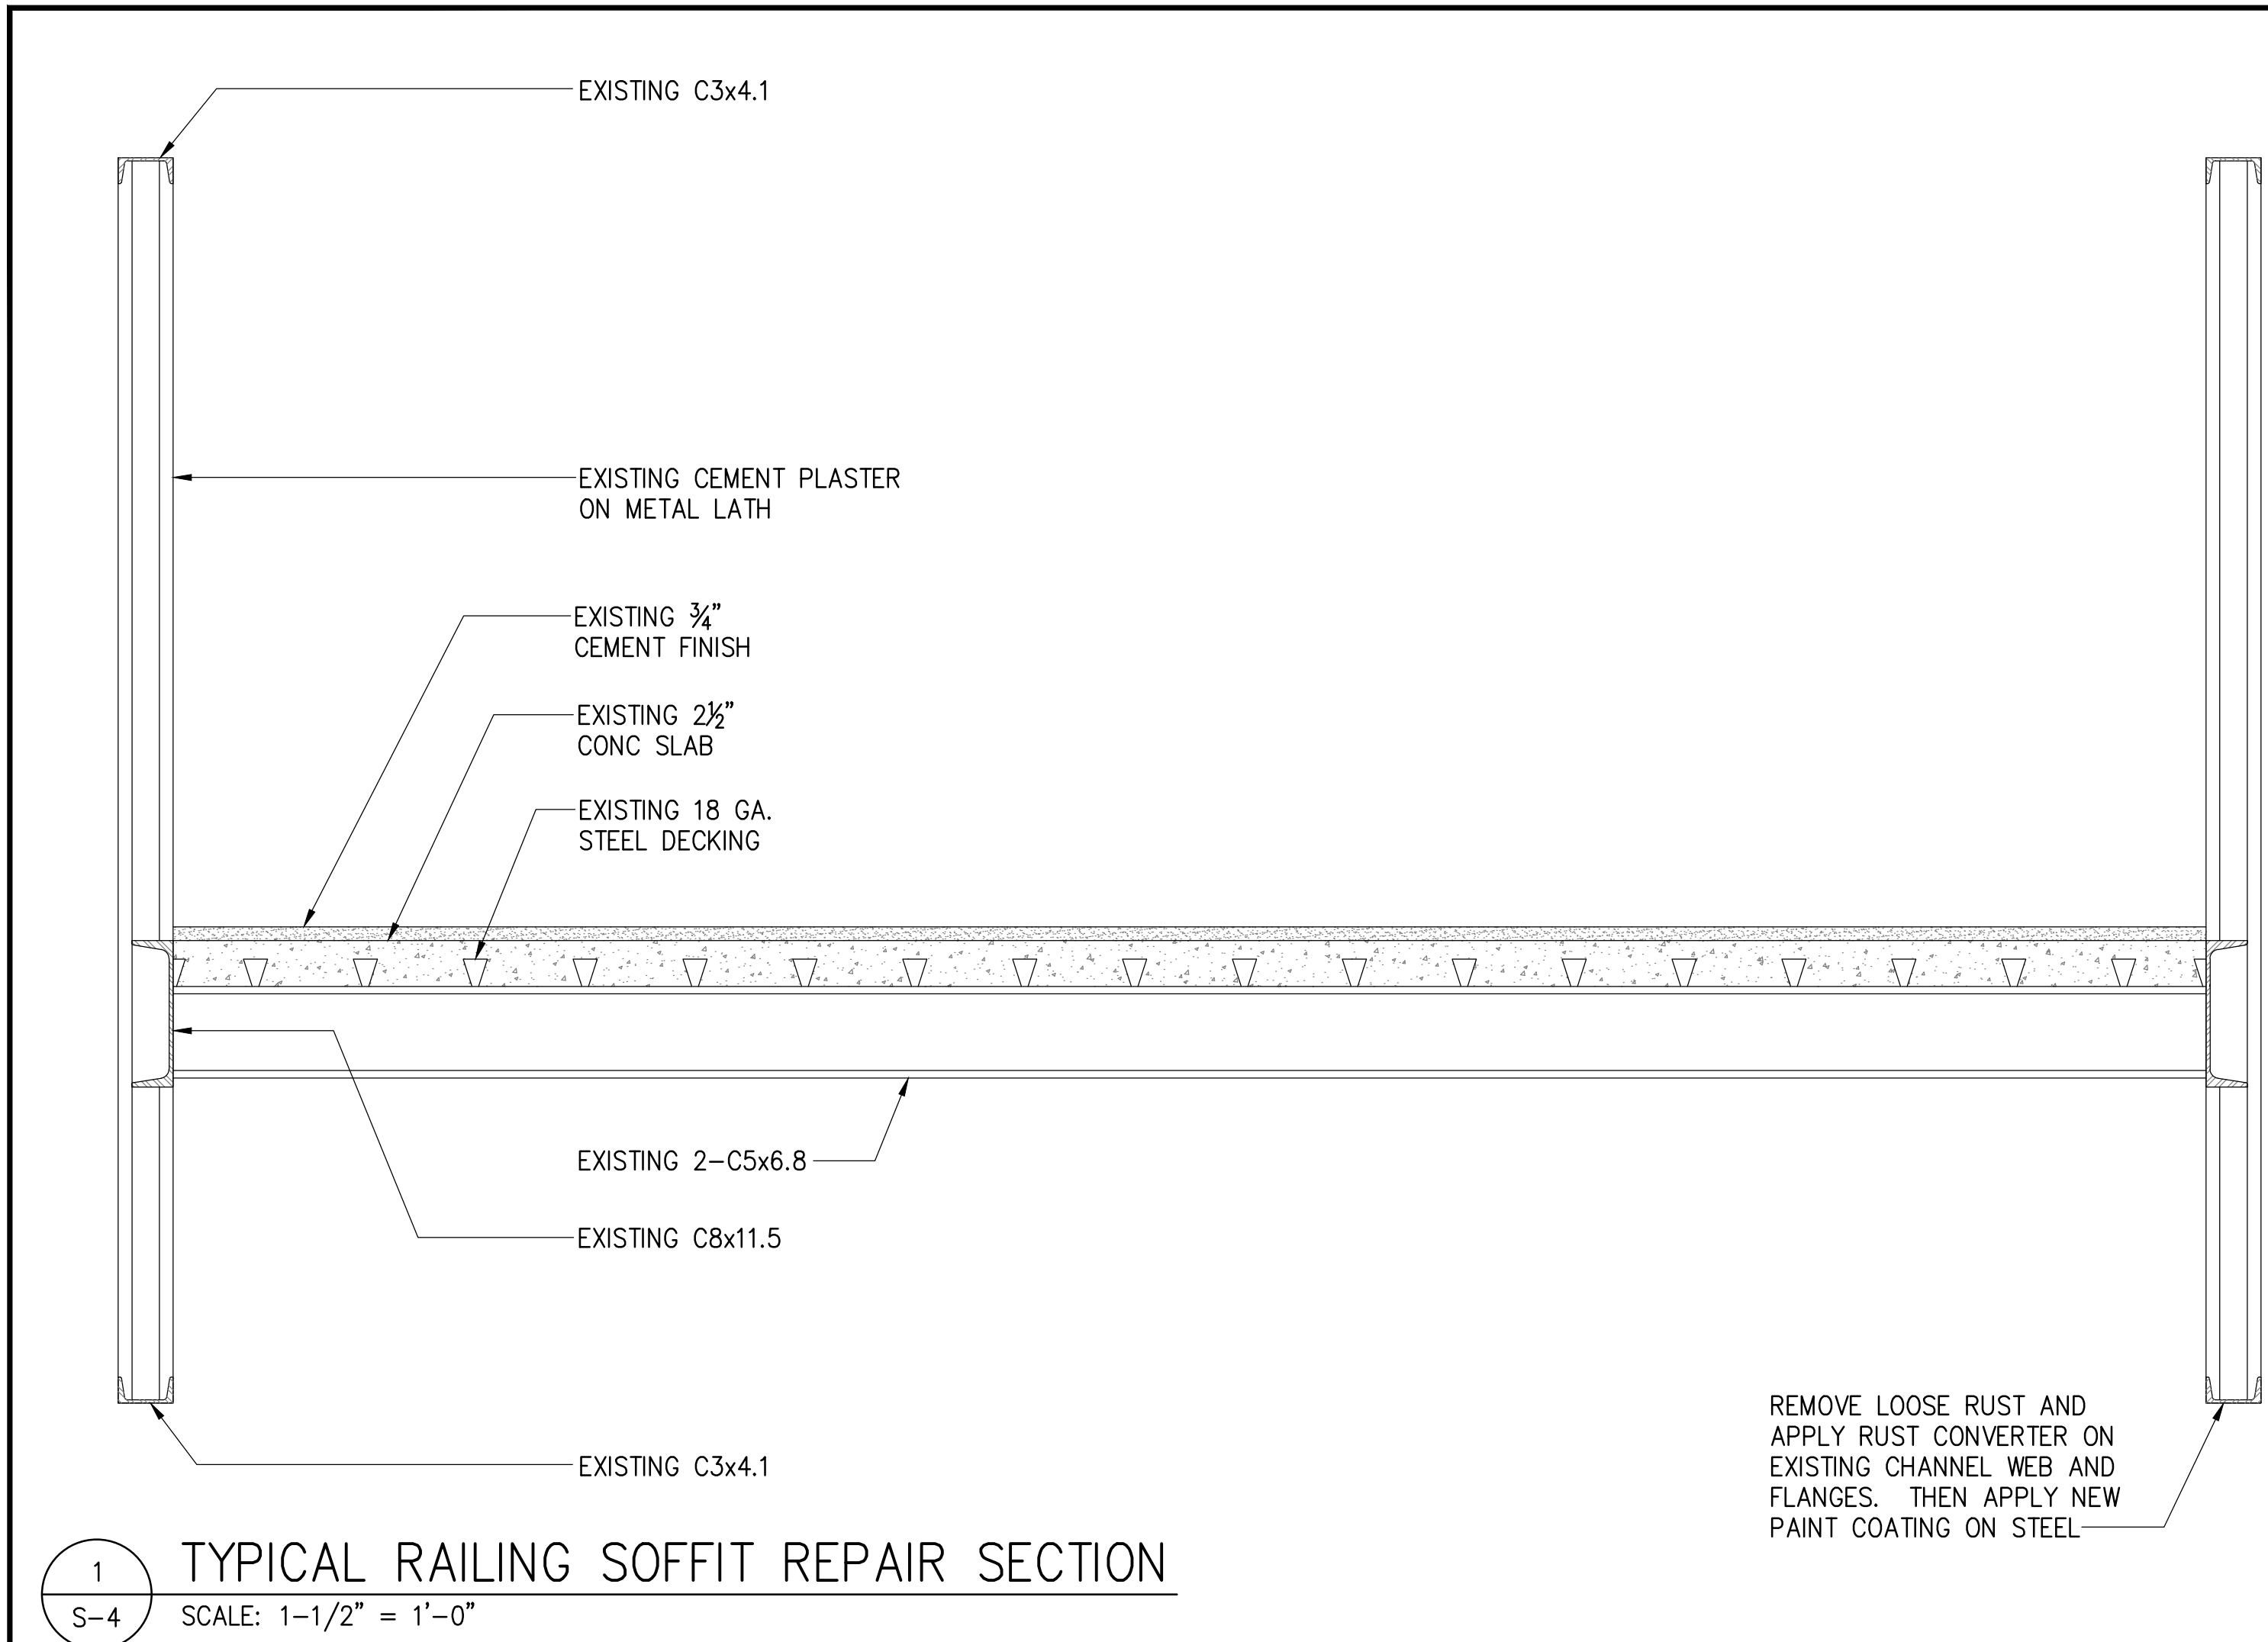 EXISTING C3x4.1
EXISTING CEMENT PLASTER
ON METAL LATH
EXISTING ¾”
CEMENT FINISH
EXISTING 2½”
CONC SLAB
EXISTING 18 GA.
STEEL DECKING
EXISTING 2-C5x6.8
EXISTING C8x11.5
EXISTING C3x4.1
REMOVE LOOSE RUST AND
APPLY RUST CONVERTER ON
EXISTING CHANNEL WEB AND
FLANGES. THEN APPLY NEW
PAINT COATING ON STEEL
1
S-4
TYPICAL RAILING SOFFIT REPAIR SECTION
SCALE: 1-1/2” = 1’-0”